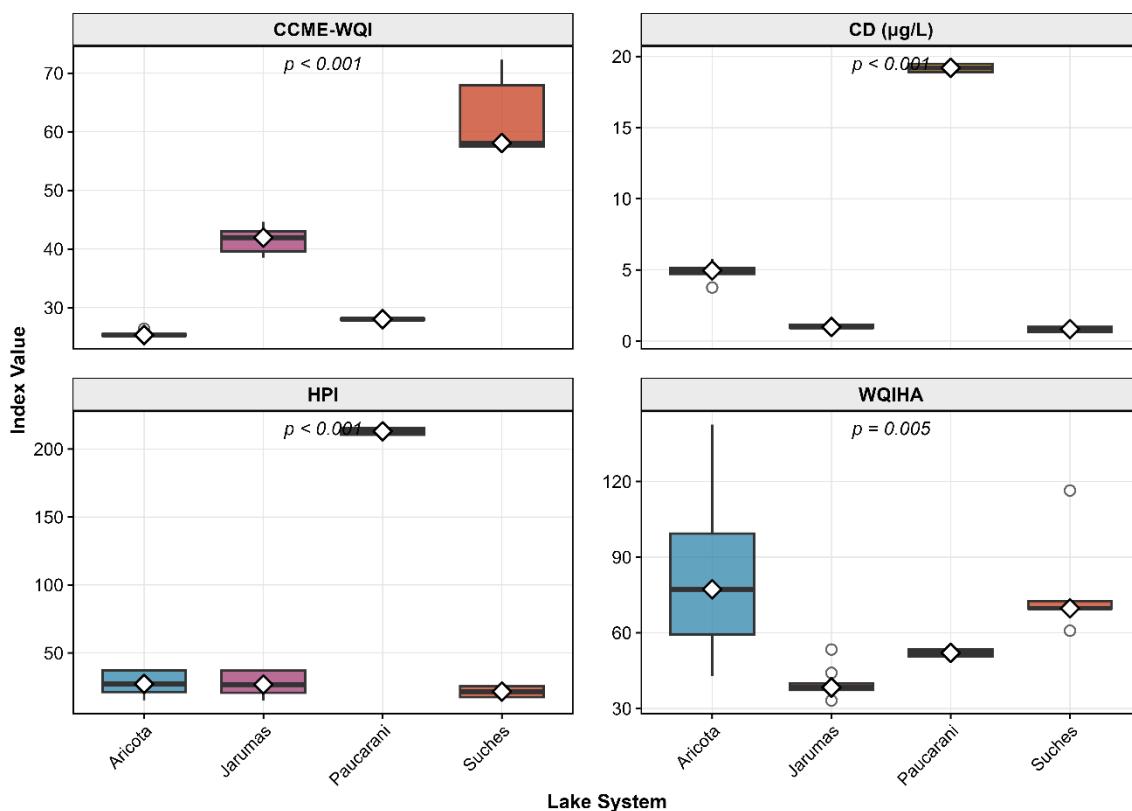 CCME-WQI
p < 0.001
70
60
50
40
30
CD (µg/L)
p < 0.001
20
15
10
5
0
Index Value
HPI
p < 0.001
200
150
100
50
WQIHA
p = 0.005
120
90
60
30
Aricota
Jarumas
Paucarani
Suches
Aricota
Jarumas
Paucarani
Suches
Lake System